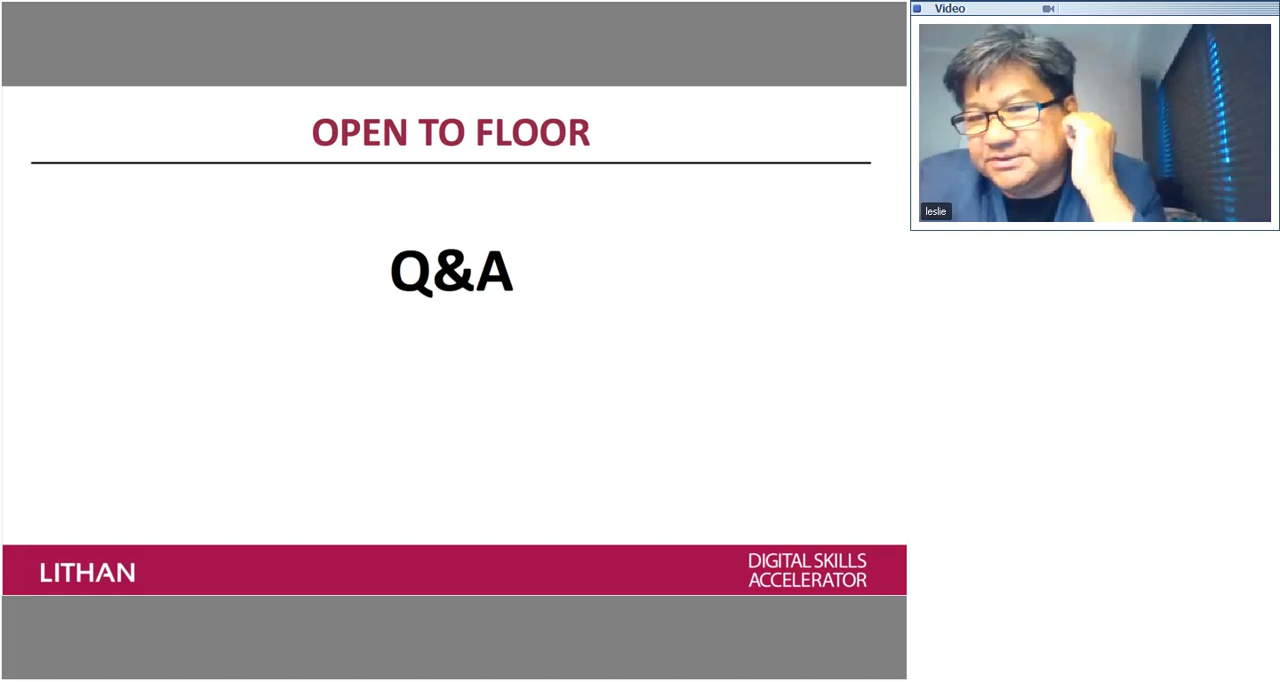 Video
OPEN TO FLOOR
leslie
Q&A
LITHAN
DIGITAL SKILLS
ACCELERATOR